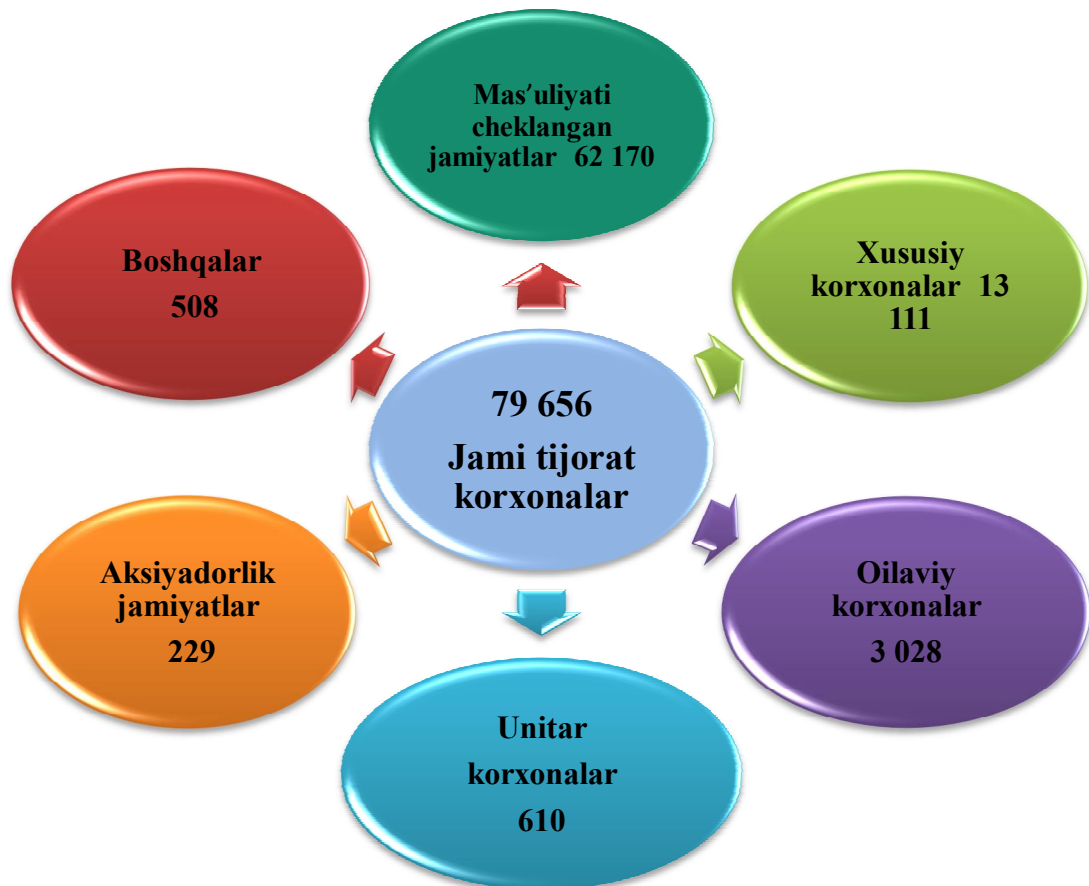 Mas’uliyati
cheklangan
jamiyatlar 62 170
Boshqalar
508
Xususiy
korxonalar 13
111
79 656
Jami tijorat
korxonalar
Aksiyadorlik
jamiyatlar
229
Oilaviy
korxonalar
3 028
Unitar
korxonalar
610